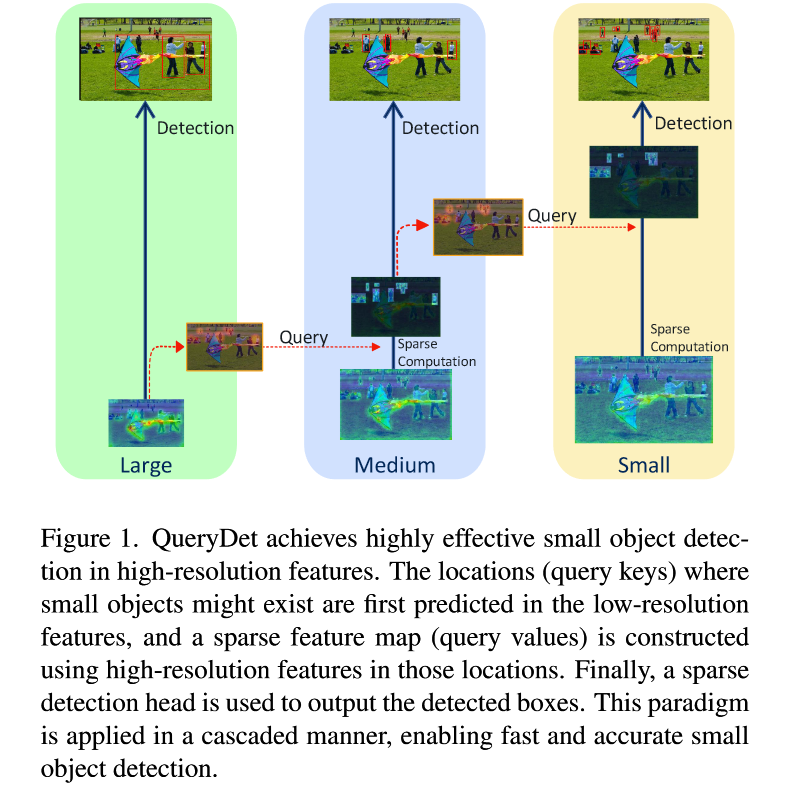 Detection
Detection
Detection
Query
Query
Sparse
Computation
Sparse
Computation
Large
Medium
Small
Figure 1. QueryDet achieves highly effective small object detec-
tion in high-resolution features. The locations (query keys) where
small objects might exist are first predicted in the low-resolution
features, and a sparse feature map (query values) is constructed
using high-resolution features in those locations. Finally, a sparse
detection head is used to output the detected boxes. This paradigm
is applied in a cascaded manner, enabling fast and accurate small
object detection.